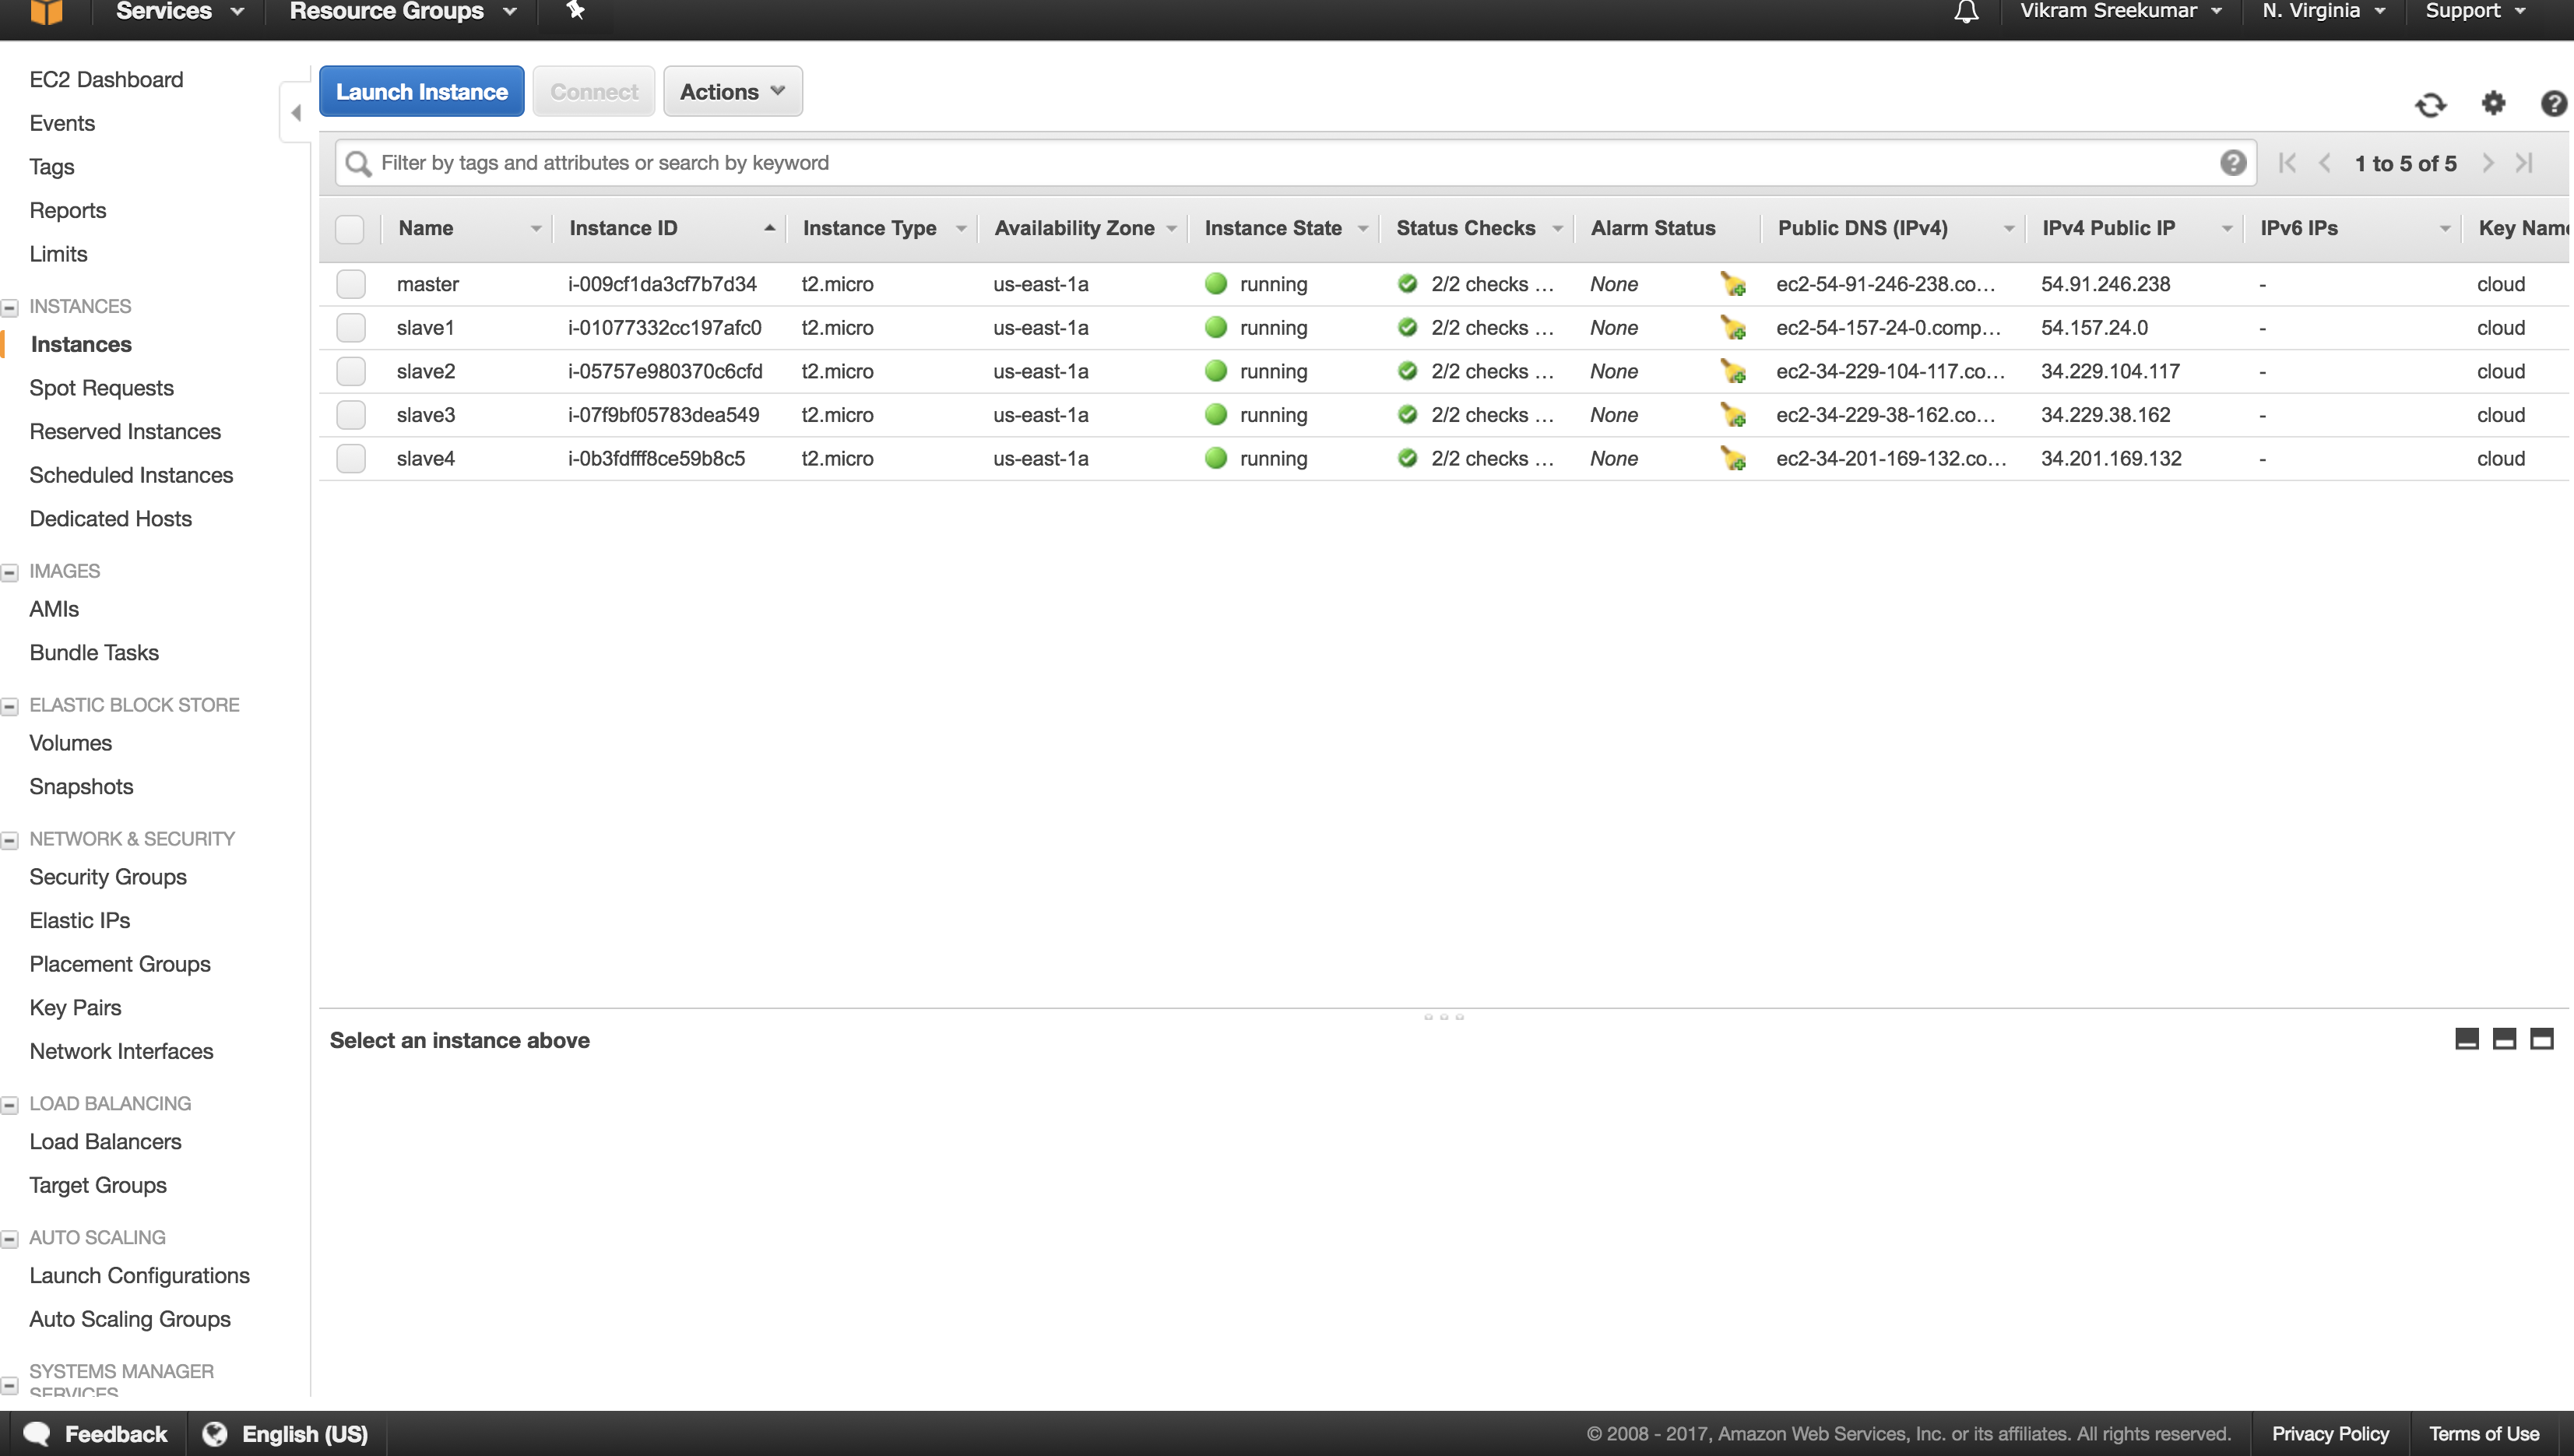 Services Resource Groups Vikram Sreekumar N. Virginia Support
EC2 Dashboard
Events
Tags
Reports
Limits
INSTANCES
Instances
Spot Requests
Reserved Instances
Scheduled Instances
Dedicated Hosts
IMAGES
AMIs
Bundle Tasks
ELASTIC BLOCK STORE
Volumes
Snapshots
NETWORK & SECURITY
Security Groups
Elastic IPs
Placement Groups
Key Pairs
Network Interfaces
LOAD BALANCING
Load Balancers
Target Groups
AUTO SCALING
Launch Configurations
Auto Scaling Groups
SYSTEMS MANAGER
SERVICES
Launch Instance Connect Actions
Filter by tags and attributes or search by keyword 1 to 5 of 5
Name Instance ID Instance Type Availability Zone Instance State Status Checks Alarm Status Public DNS (IPv4) IPv4 Public IP IPv6 IPs Key Name
master i-009cf1da3cf7b7d34 t2.micro us-east-1a running 2/2 checks ... None ec2-54-91-246-238.co... 54.91.246.238 - cloud
slave1 i-01077332cc197afc0 t2.micro us-east-1a running 2/2 checks ... None ec2-54-157-24-0.comp... 54.157.24.0 - cloud
slave2 i-05757e980370c6cfd t2.micro us-east-1a running 2/2 checks ... None ec2-34-229-104-117.co... 34.229.104.117 - cloud
slave3 i-07f9bf05783dea549 t2.micro us-east-1a running 2/2 checks ... None ec2-34-229-38-162.co... 34.229.38.162 - cloud
slave4 i-0b3fdfff8ce59b8c5 t2.micro us-east-1a running 2/2 checks ... None ec2-34-201-169-132.co... 34.201.169.132 - cloud
Select an instance above
Feedback English (US) © 2008 - 2017, Amazon Web Services, Inc. or its affiliates. All rights reserved. Privacy Policy Terms of Use